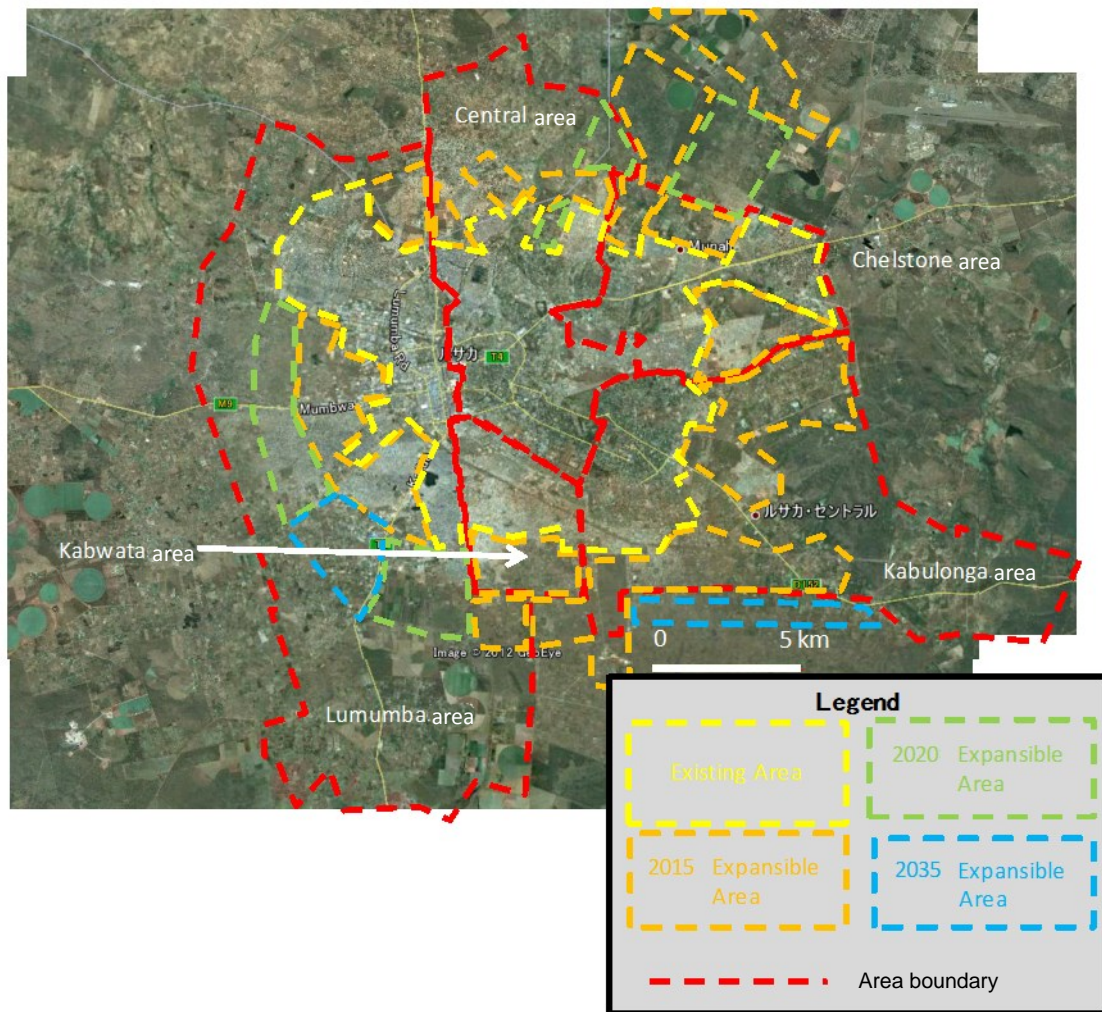 Central area
Chelstone area
Lumumba Rd
ルサカ
T4
M9
Mumbwa
ルサカ・セントラル
Kabwata area
Kabulonga area
0 5 km
Image © 2012 GeoEye
Lumumba area
Legend
Existing Area
2020 Expansible
Area
2015 Expansible
Area
2035 Expansible
Area
Area boundary